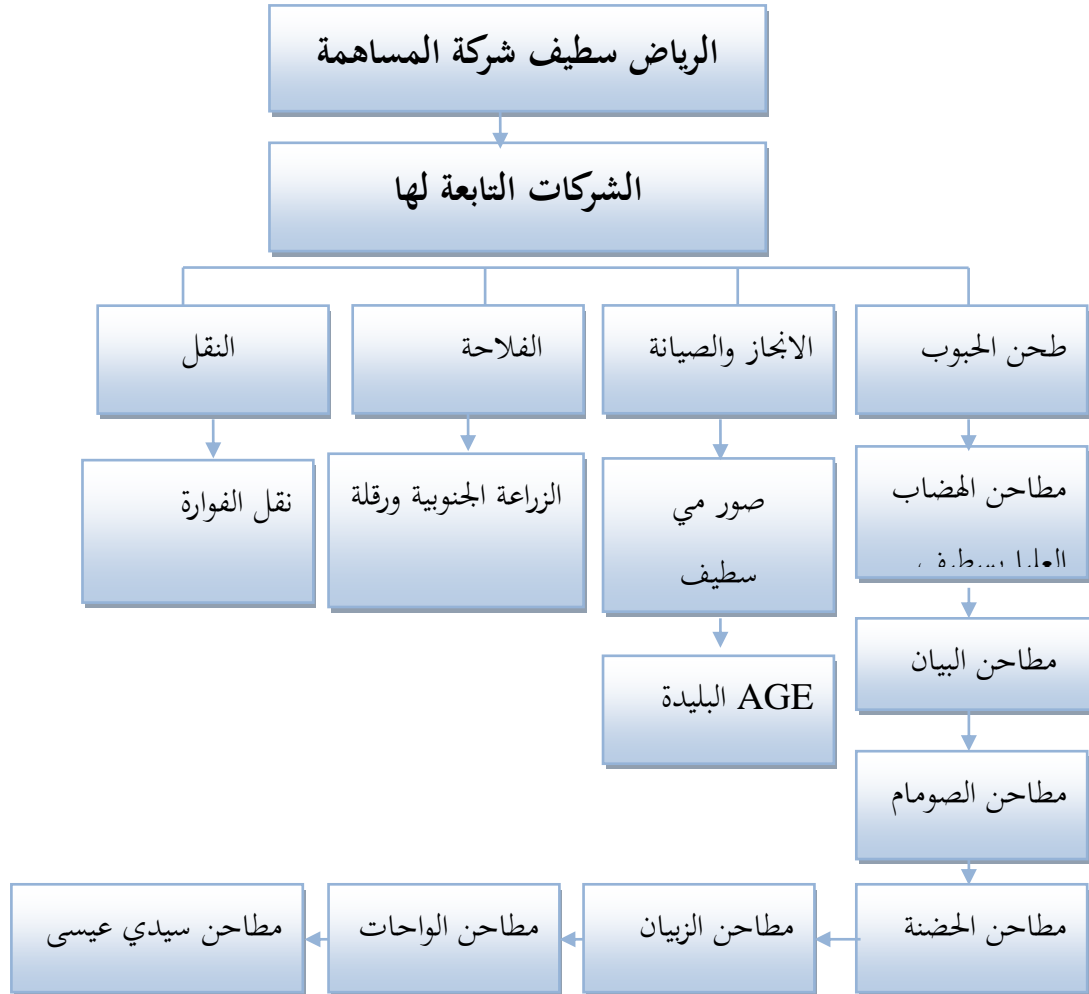 الرياض سطيف شركة المساهمة
الشركات التابعة لها
طحن الحبوب
الانجاز والصيانة
الفلاحة
النقل
مطاحن الهضاب
العليا بسطيف
صور مي
سطيف
الزراعة الجنوبية ورقلة
نقل الفوارة
مطاحن البيان
AGE البليدة
مطاحن الصومام
مطاحن الحضنة
مطاحن الزيبان
مطاحن الواحات
مطاحن سيدي عيسى